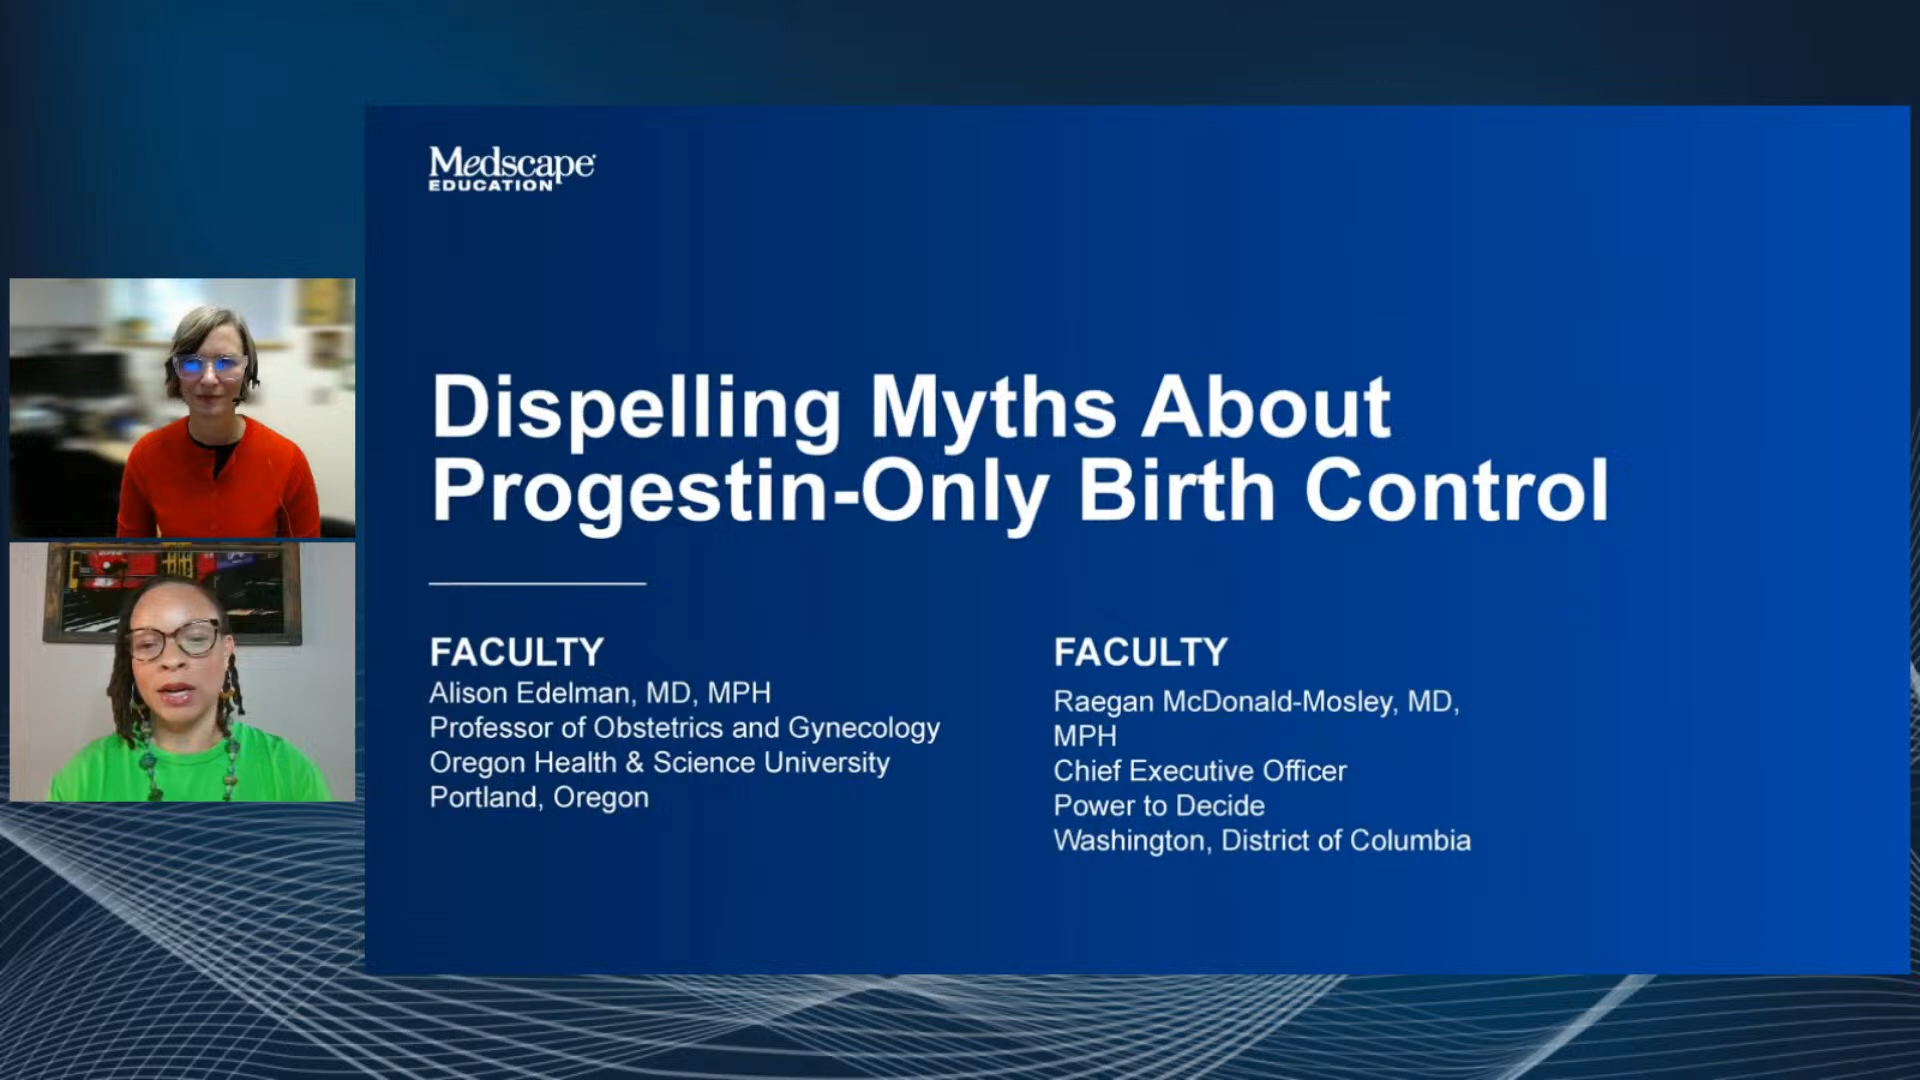 Medscape
EDUCATION
Dispelling Myths About
Progestin-Only Birth Control
FACULTY
Alison Edelman, MD, MPH
Professor of Obstetrics and Gynecology
Oregon Health & Science University
Portland, Oregon
FACULTY
Raegan McDonald-Mosley, MD,
MPH
Chief Executive Officer
Power to Decide
Washington, District of Columbia